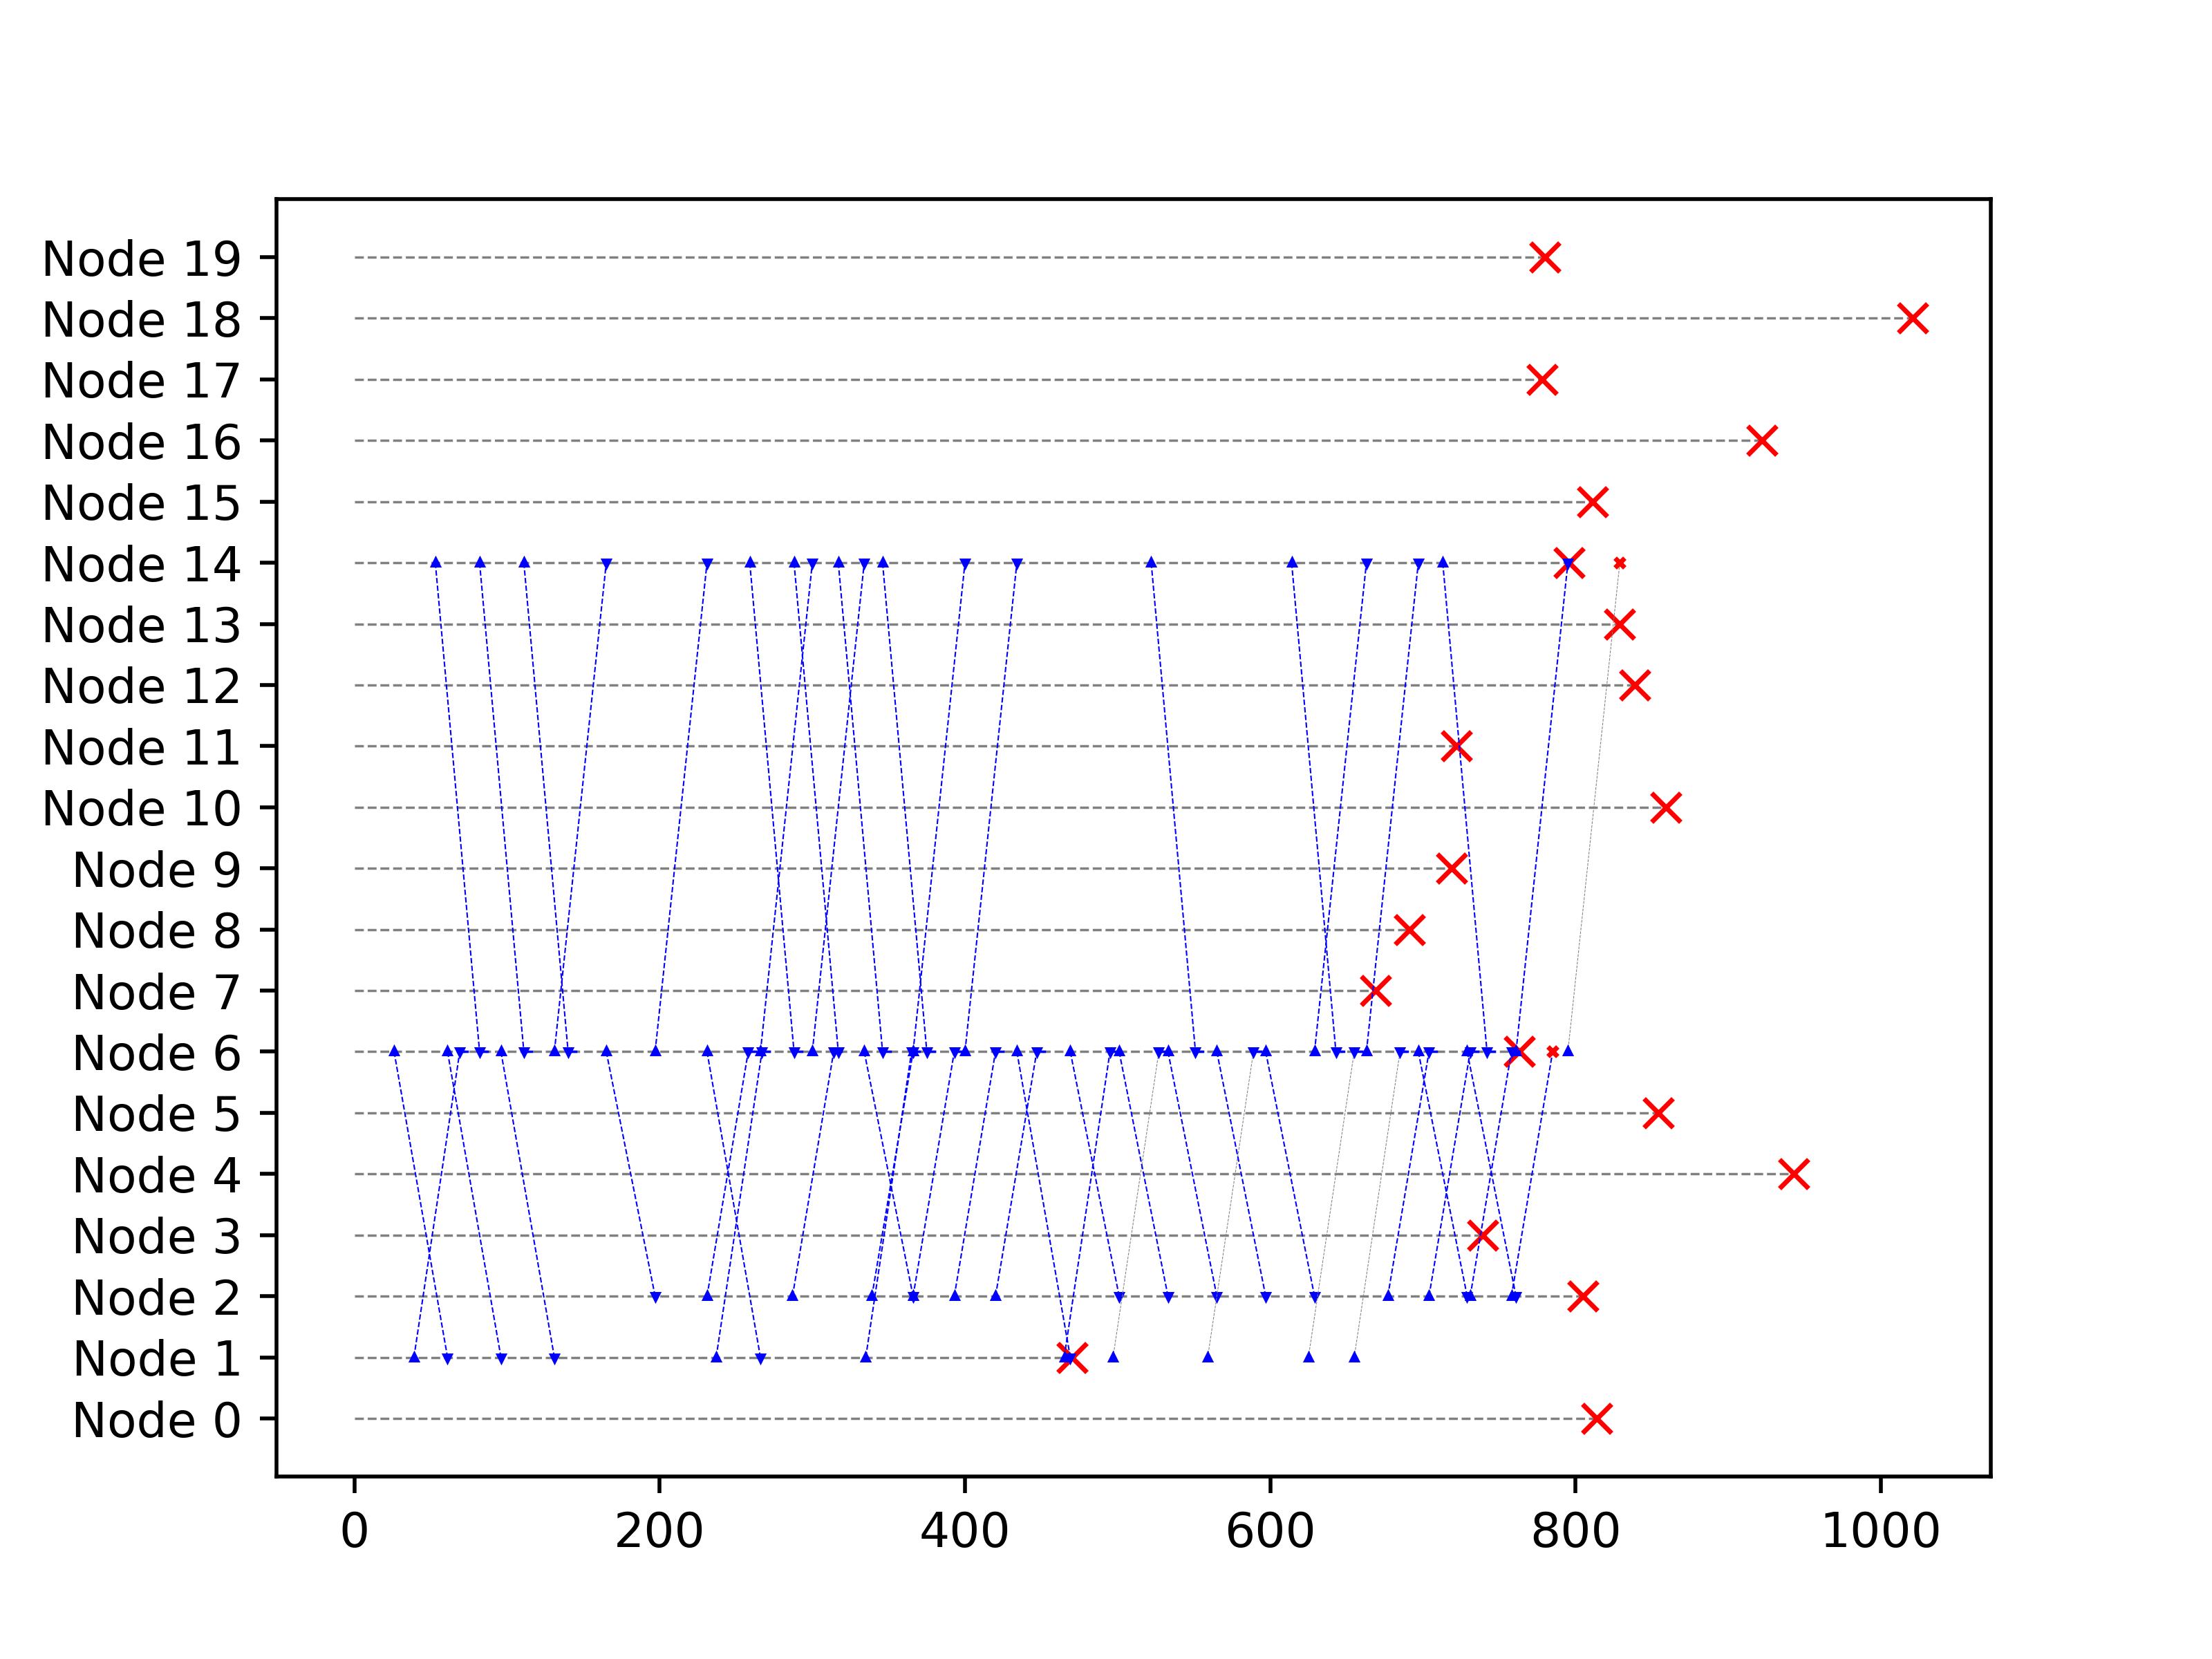 Node 19
Node 18
Node 17
Node 16
Node 15
Node 14
Node 13
Node 12
Node 11
Node 10
Node 9
Node 8
Node 7
Node 6
Node 5
Node 4
Node 3
Node 2
Node 1
Node 0
0 200 400 600 800 1000